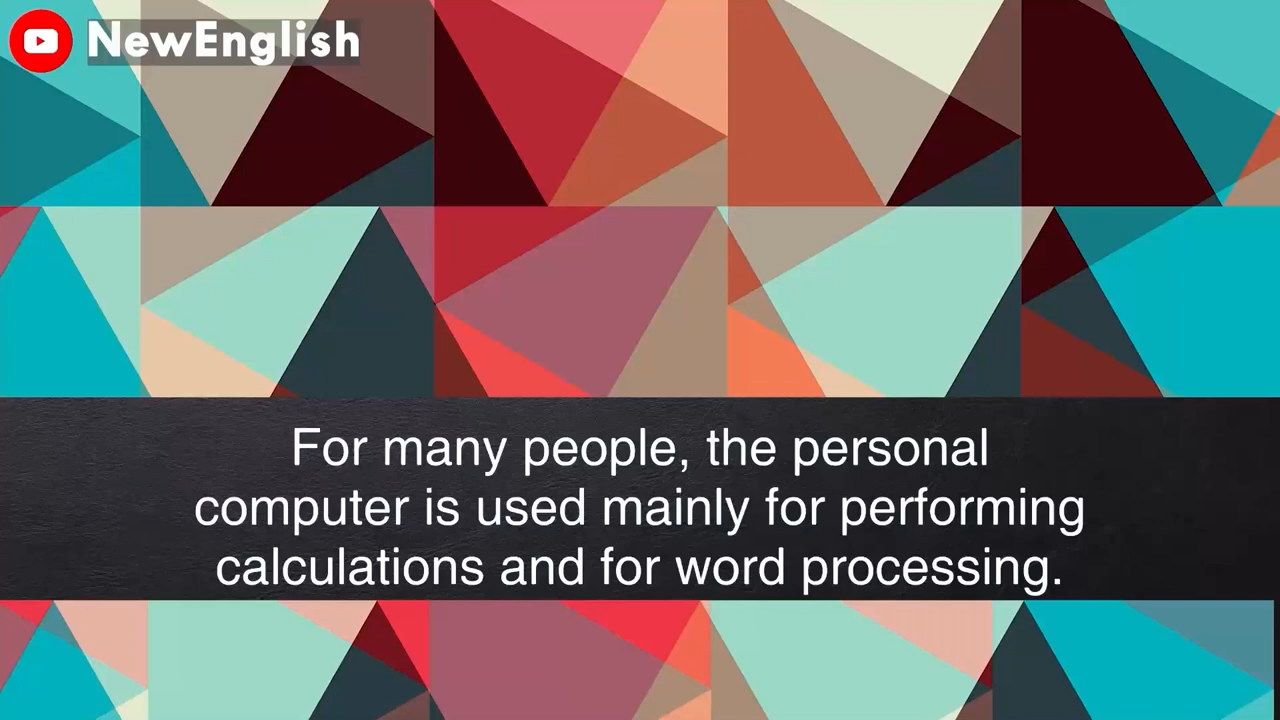 NewEnglish
For many people, the personal
computer is used mainly for performing
calculations and for word processing.